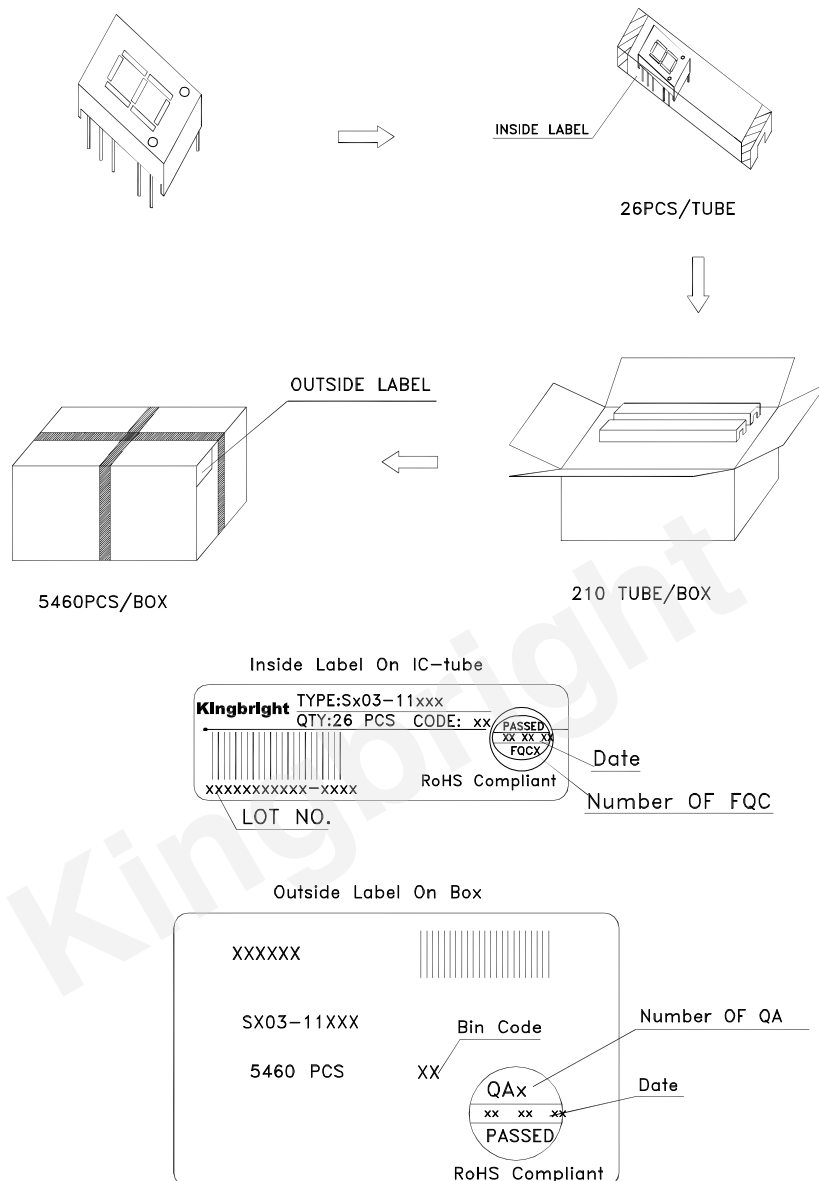 INSIDE LABEL
26PCS/TUBE
OUTSIDE LABEL
5460PCS/BOX
210 TUBE/BOX
Inside Label On IC-tube
Kingbright
TYPE:Sx03-11xxx
QTY:26 PCS CODE: xx
PASSED
xx xx xx
FQCX
Date
RoHS Compliant
xxxxxxxxxxx-xxxx
Number OF FQC
LOT NO.
Outside Label On Box
XXXXXX
SX03-11XXX
Bin Code
Number OF QA
5460 PCS
XX
QAx
Date
xx xx xx
PASSED
RoHS Compliant
Kingbright